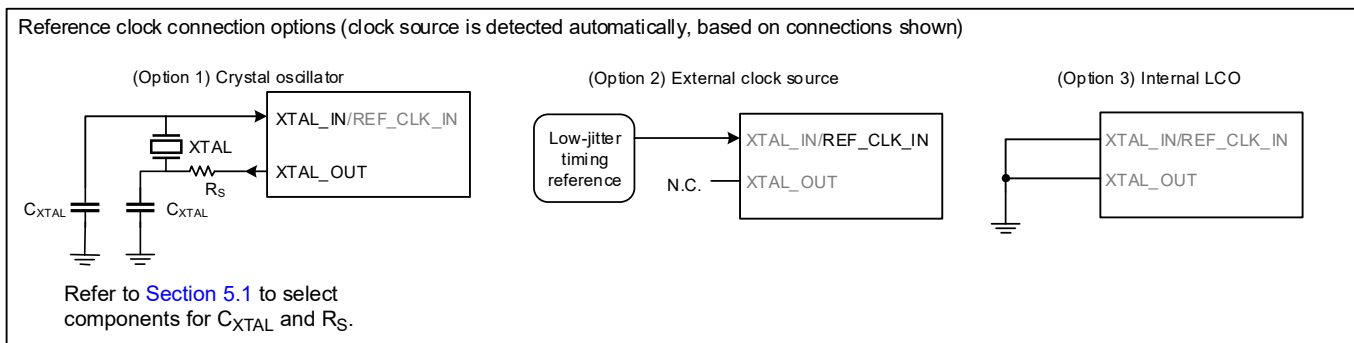 Reference clock connection options (clock source is detected automatically, based on connections shown)
(Option 1) Crystal oscillator
XTAL_IN/REF_CLK_IN
XTAL
XTAL_OUT
RS
CXTAL
CXTAL
Refer to Section 5.1 to select
components for CXTAL and RS.
(Option 2) External clock source
Low-jitter
timing
reference
XTAL_IN/REF_CLK_IN
N.C.
XTAL_OUT
(Option 3) Internal LCO
XTAL_IN/REF_CLK_IN
XTAL_OUT